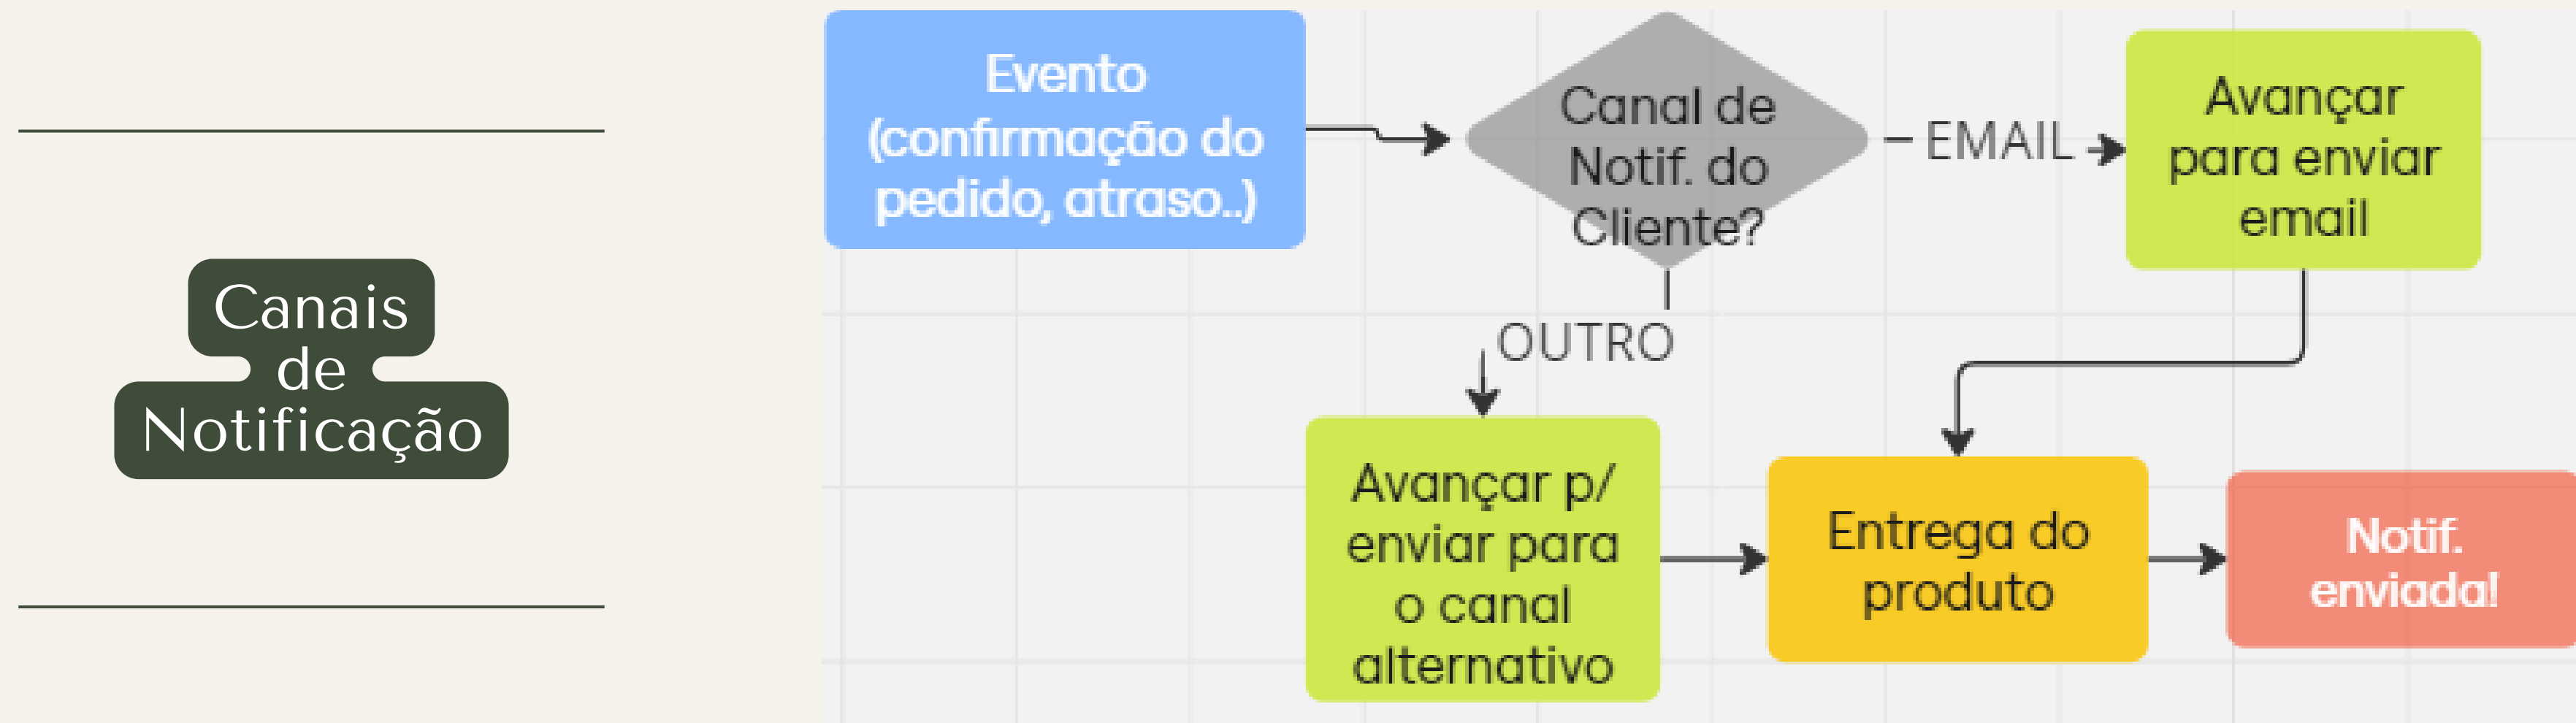 Canais
de
Notificação
Evento
(confirmação do
pedido, atraso..)
Canal de
Notif. do
Cliente?
EMAIL
Avançar
para enviar
email
OUTRO
Avançar p/
enviar para
o canal
alternativo
Entrega do
produto
Notif.
enviada!